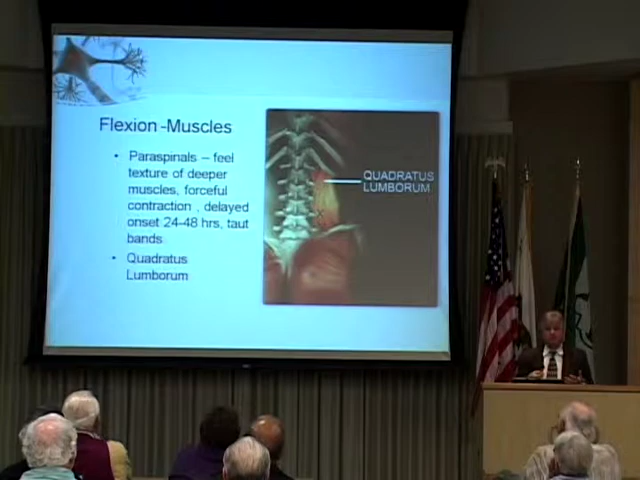 Flexion -Muscles
• Paraspinals – feel
texture of deeper
muscles, forceful
contraction , delayed
onset 24-48 hrs, taut
bands
• Quadratus
Lumborum
QUADRATUS
LUMBORUM